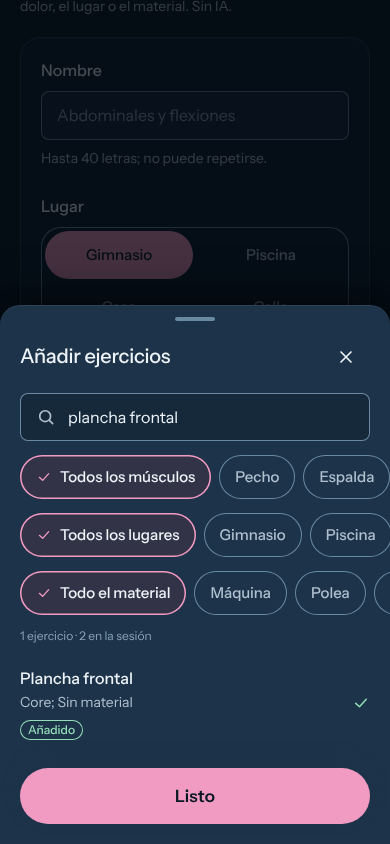 dolor, el lugar o el material. Sin IA.
Nombre
Abdominales y flexiones
Hasta 40 letras; no puede repetirse.
Lugar
Gimnasio
Piscina
Casa
Calle
Añadir ejercicios
plancha frontal
Todos los músculos
Pecho
Espalda
Todos los lugares
Gimnasio
Piscina
Todo el material
Máquina
Polea
1 ejercicio · 2 en la sesión
Plancha frontal
Core; Sin material
Añadido
Listo